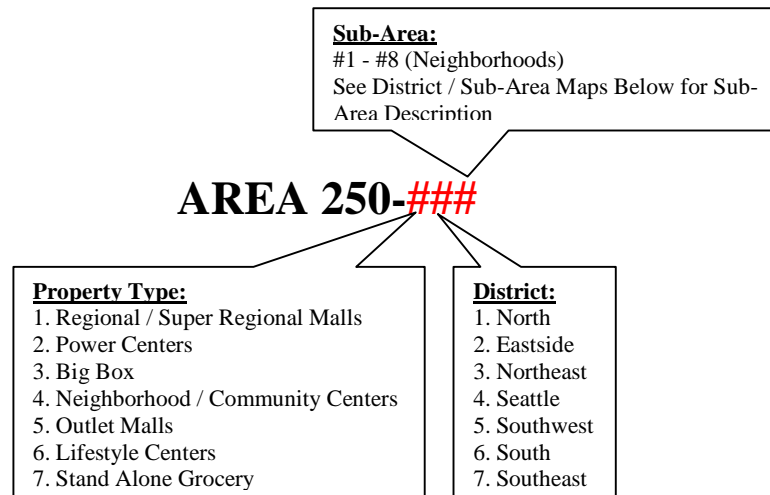 Sub-Area:
#1 - #8 (Neighborhoods)
See District / Sub-Area Maps Below for Sub-
Area Description
AREA 250-###
Property Type:
1. Regional / Super Regional Malls
2. Power Centers
3. Big Box
4. Neighborhood / Community Centers
5. Outlet Malls
6. Lifestyle Centers
7. Stand Alone Grocery
District:
1. North
2. Eastside
3. Northeast
4. Seattle
5. Southwest
6. South
7. Southeast